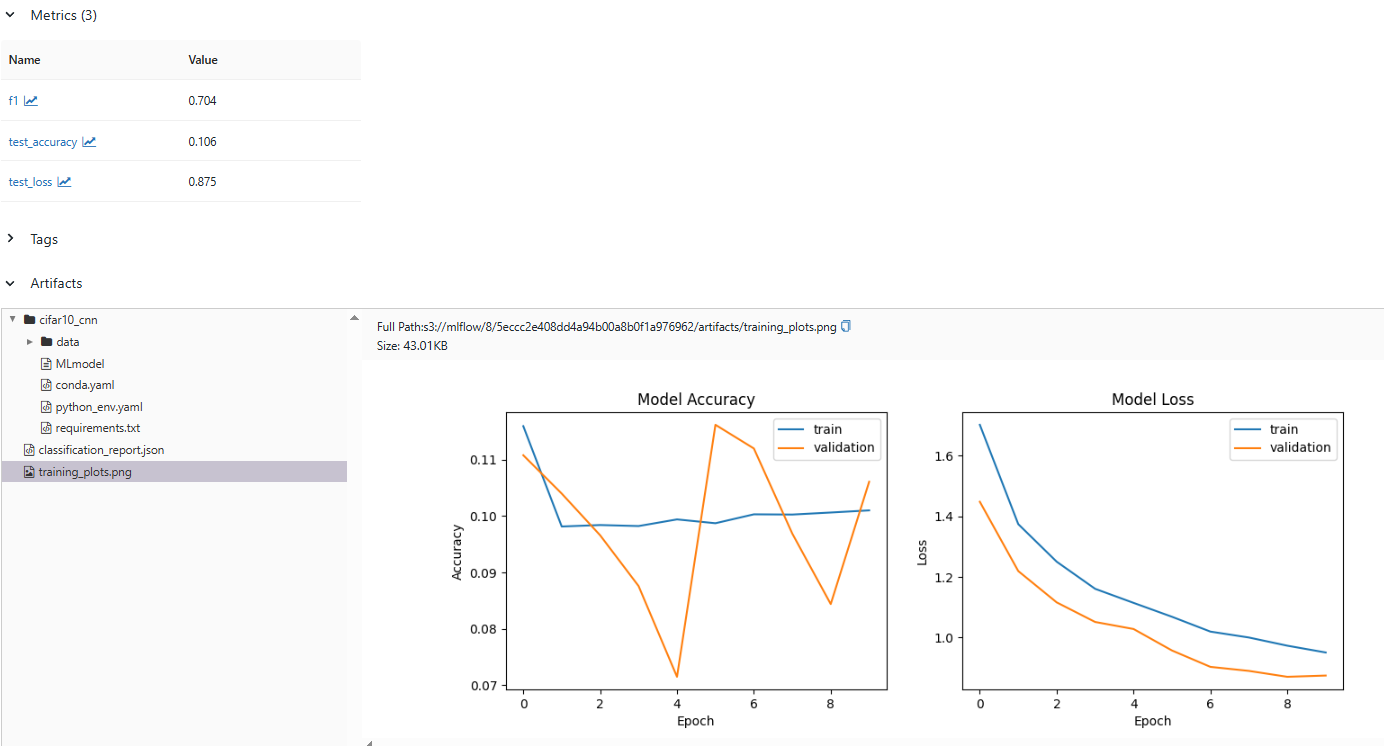 Metrics (3)
Name Value
f1 0.704
test_accuracy 0.106
test_loss 0.875
Tags
Artifacts
cifar10_cnn
data
MLmodel
conda.yaml
python_env.yaml
requirements.txt
classification_report.json
training_plots.png
Full Path:s3://mlflow/8/5eccc2e408dd4a94b00a8b0f1a976962/artifacts/training_plots.png
Size: 43.01KB
Model Accuracy
train
validation
0.11
0.10
0.09
0.08
0.07
Accuracy
0 2 4 6 8
Epoch
Model Loss
train
validation
1.6
1.4
1.2
1.0
Loss
0 2 4 6 8
Epoch